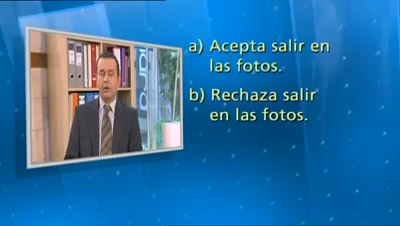 a) Acepta salir en
las fotos.
b) Rechaza salir
en las fotos.